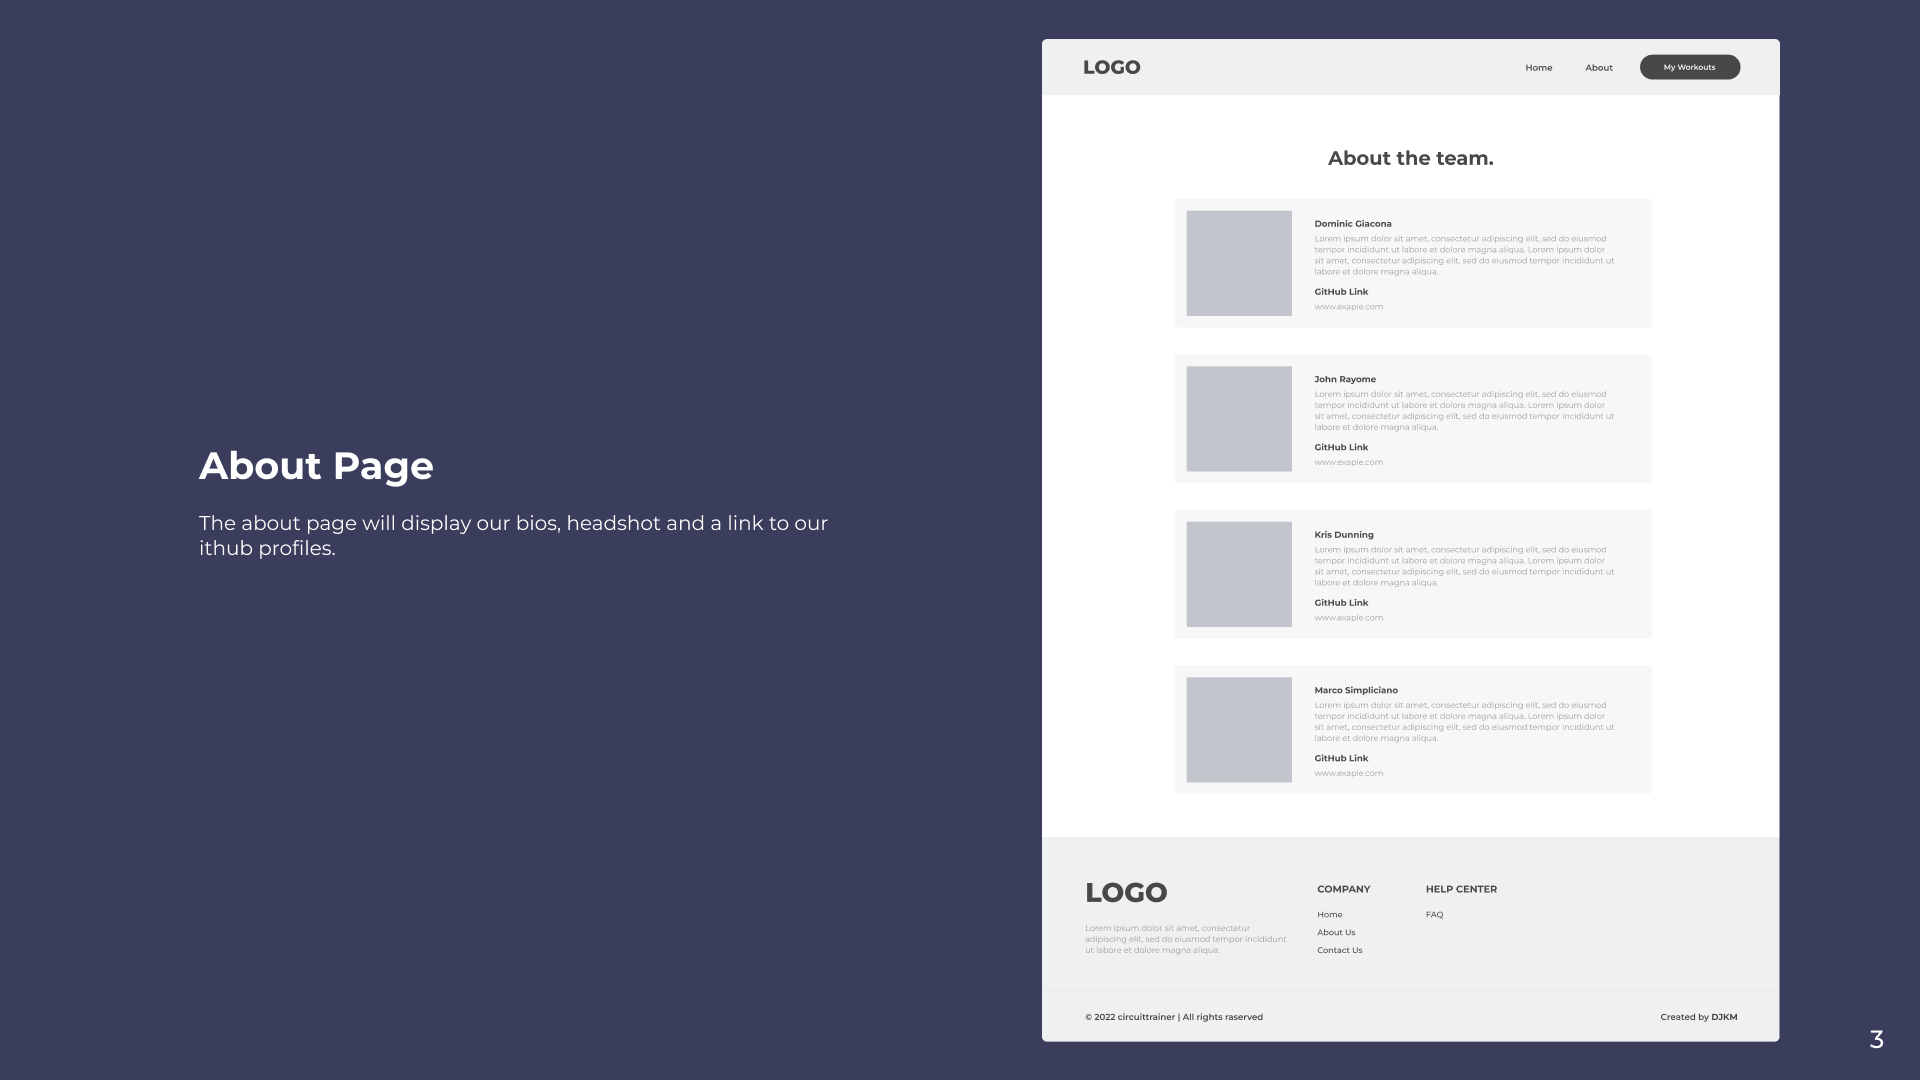 About Page
The about page will display our bios, headshot and a link to our
ithub profiles.
LOGO
Home
About
My Workouts
About the team.
Dominic Giacona
Lorem ipsum dolor sit amet, consectetur adipiscing elit, sed do eiusmod
tempor incididunt ut labore et dolore magna aliqua. Lorem ipsum dolor
sit amet, consectetur adipiscing elit, sed do eiusmod tempor incididunt ut
labore et dolore magna aliqua.
GitHub Link
www.exaple.com
John Rayome
Lorem ipsum dolor sit amet, consectetur adipiscing elit, sed do eiusmod
tempor incididunt ut labore et dolore magna aliqua. Lorem ipsum dolor
sit amet, consectetur adipiscing elit, sed do eiusmod tempor incididunt ut
labore et dolore magna aliqua.
GitHub Link
www.exaple.com
Kris Dunning
Lorem ipsum dolor sit amet, consectetur adipiscing elit, sed do eiusmod
tempor incididunt ut labore et dolore magna aliqua. Lorem ipsum dolor
sit amet, consectetur adipiscing elit, sed do eiusmod tempor incididunt ut
labore et dolore magna aliqua.
GitHub Link
www.exaple.com
Marco Simpliciano
Lorem ipsum dolor sit amet, consectetur adipiscing elit, sed do eiusmod
tempor incididunt ut labore et dolore magna aliqua. Lorem ipsum dolor
sit amet, consectetur adipiscing elit, sed do eiusmod tempor incididunt ut
labore et dolore magna aliqua.
GitHub Link
www.exaple.com
LOGO
Lorem ipsum dolor sit amet, consectetur
adipiscing elit, sed do eiusmod tempor incididunt
ut labore et dolore magna aliqua.
COMPANY
Home
About Us
Contact Us
HELP CENTER
FAQ
© 2022 circuittrainer | All rights raserved
Created by DJKM
3